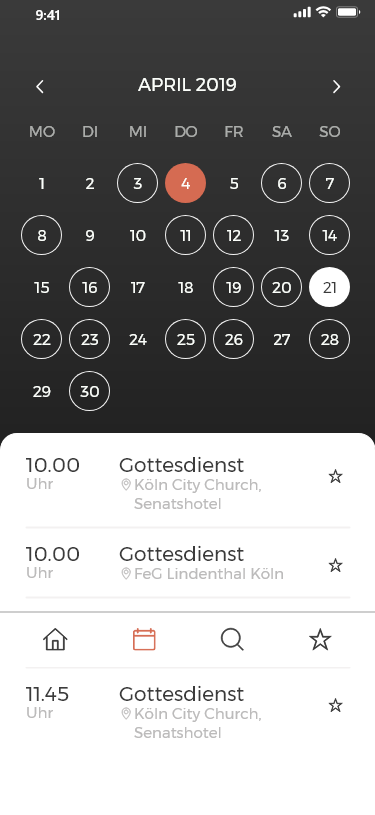 9:41
APRIL 2019
MO DI MI DO FR SA SO
1 2 3 4 5 6 7
8 9 10 11 12 13 14
15 16 17 18 19 20 21
22 23 24 25 26 27 28
29 30
10.00 Gottesdienst
Uhr Köln City Church,
Senatshotel
10.00 Gottesdienst
Uhr FeG Lindenthal Köln
11.45 Gottesdienst
Uhr Köln City Church,
Senatshotel